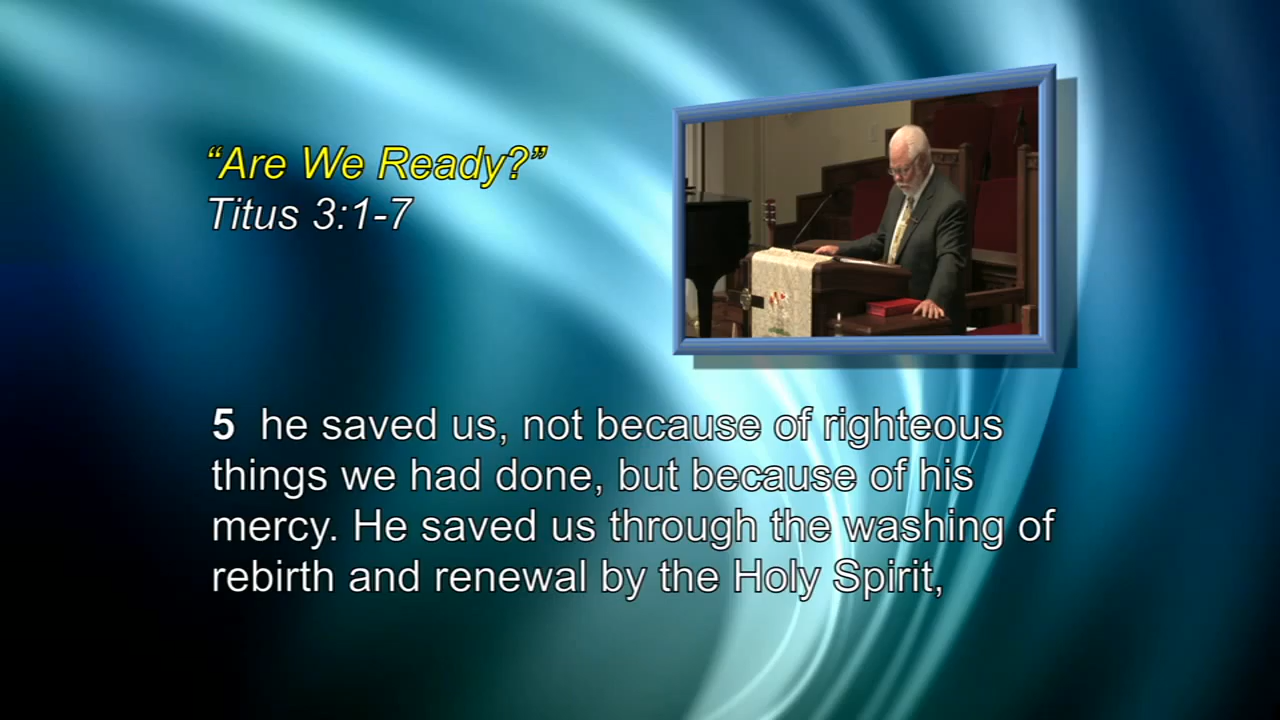 “Are We Ready?”
Titus 3:1-7
5 he saved us, not because of righteous
things we had done, but because of his
mercy. He saved us through the washing of
rebirth and renewal by the Holy Spirit,